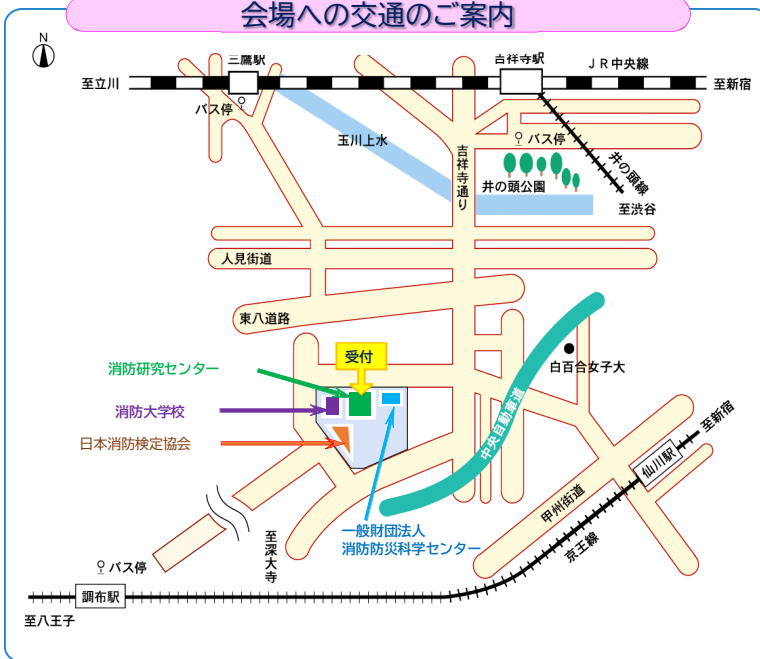 会場への交通のご案内
N
三鷹駅
吉祥寺駅
JR中央線
至立川
至新宿
バス停
玉川上水
吉祥寺通り
バス停
井の頭線
井の頭公園
至渋谷
人見街道
東八道路
受付
消防研究センター
白百合女子大
消防大学校
日本消防検定協会
中央自動車道
至新宿
仙川駅
甲州街道
一般財団法人
消防防災科学センター
至深大寺
京王線
バス停
調布駅
至八王子